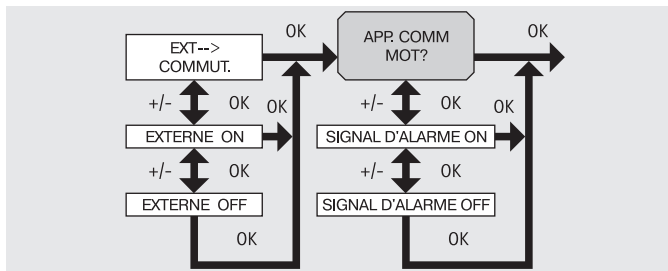 OK
OK
EXT-->
COMMUT.
APP. COMM
MOT?
+/- OK OK
+/- OK OK
EXTERNE ON
SIGNAL D'ALARME ON
+/- OK
+/- OK
EXTERNE OFF
SIGNAL D'ALARME OFF
OK
OK